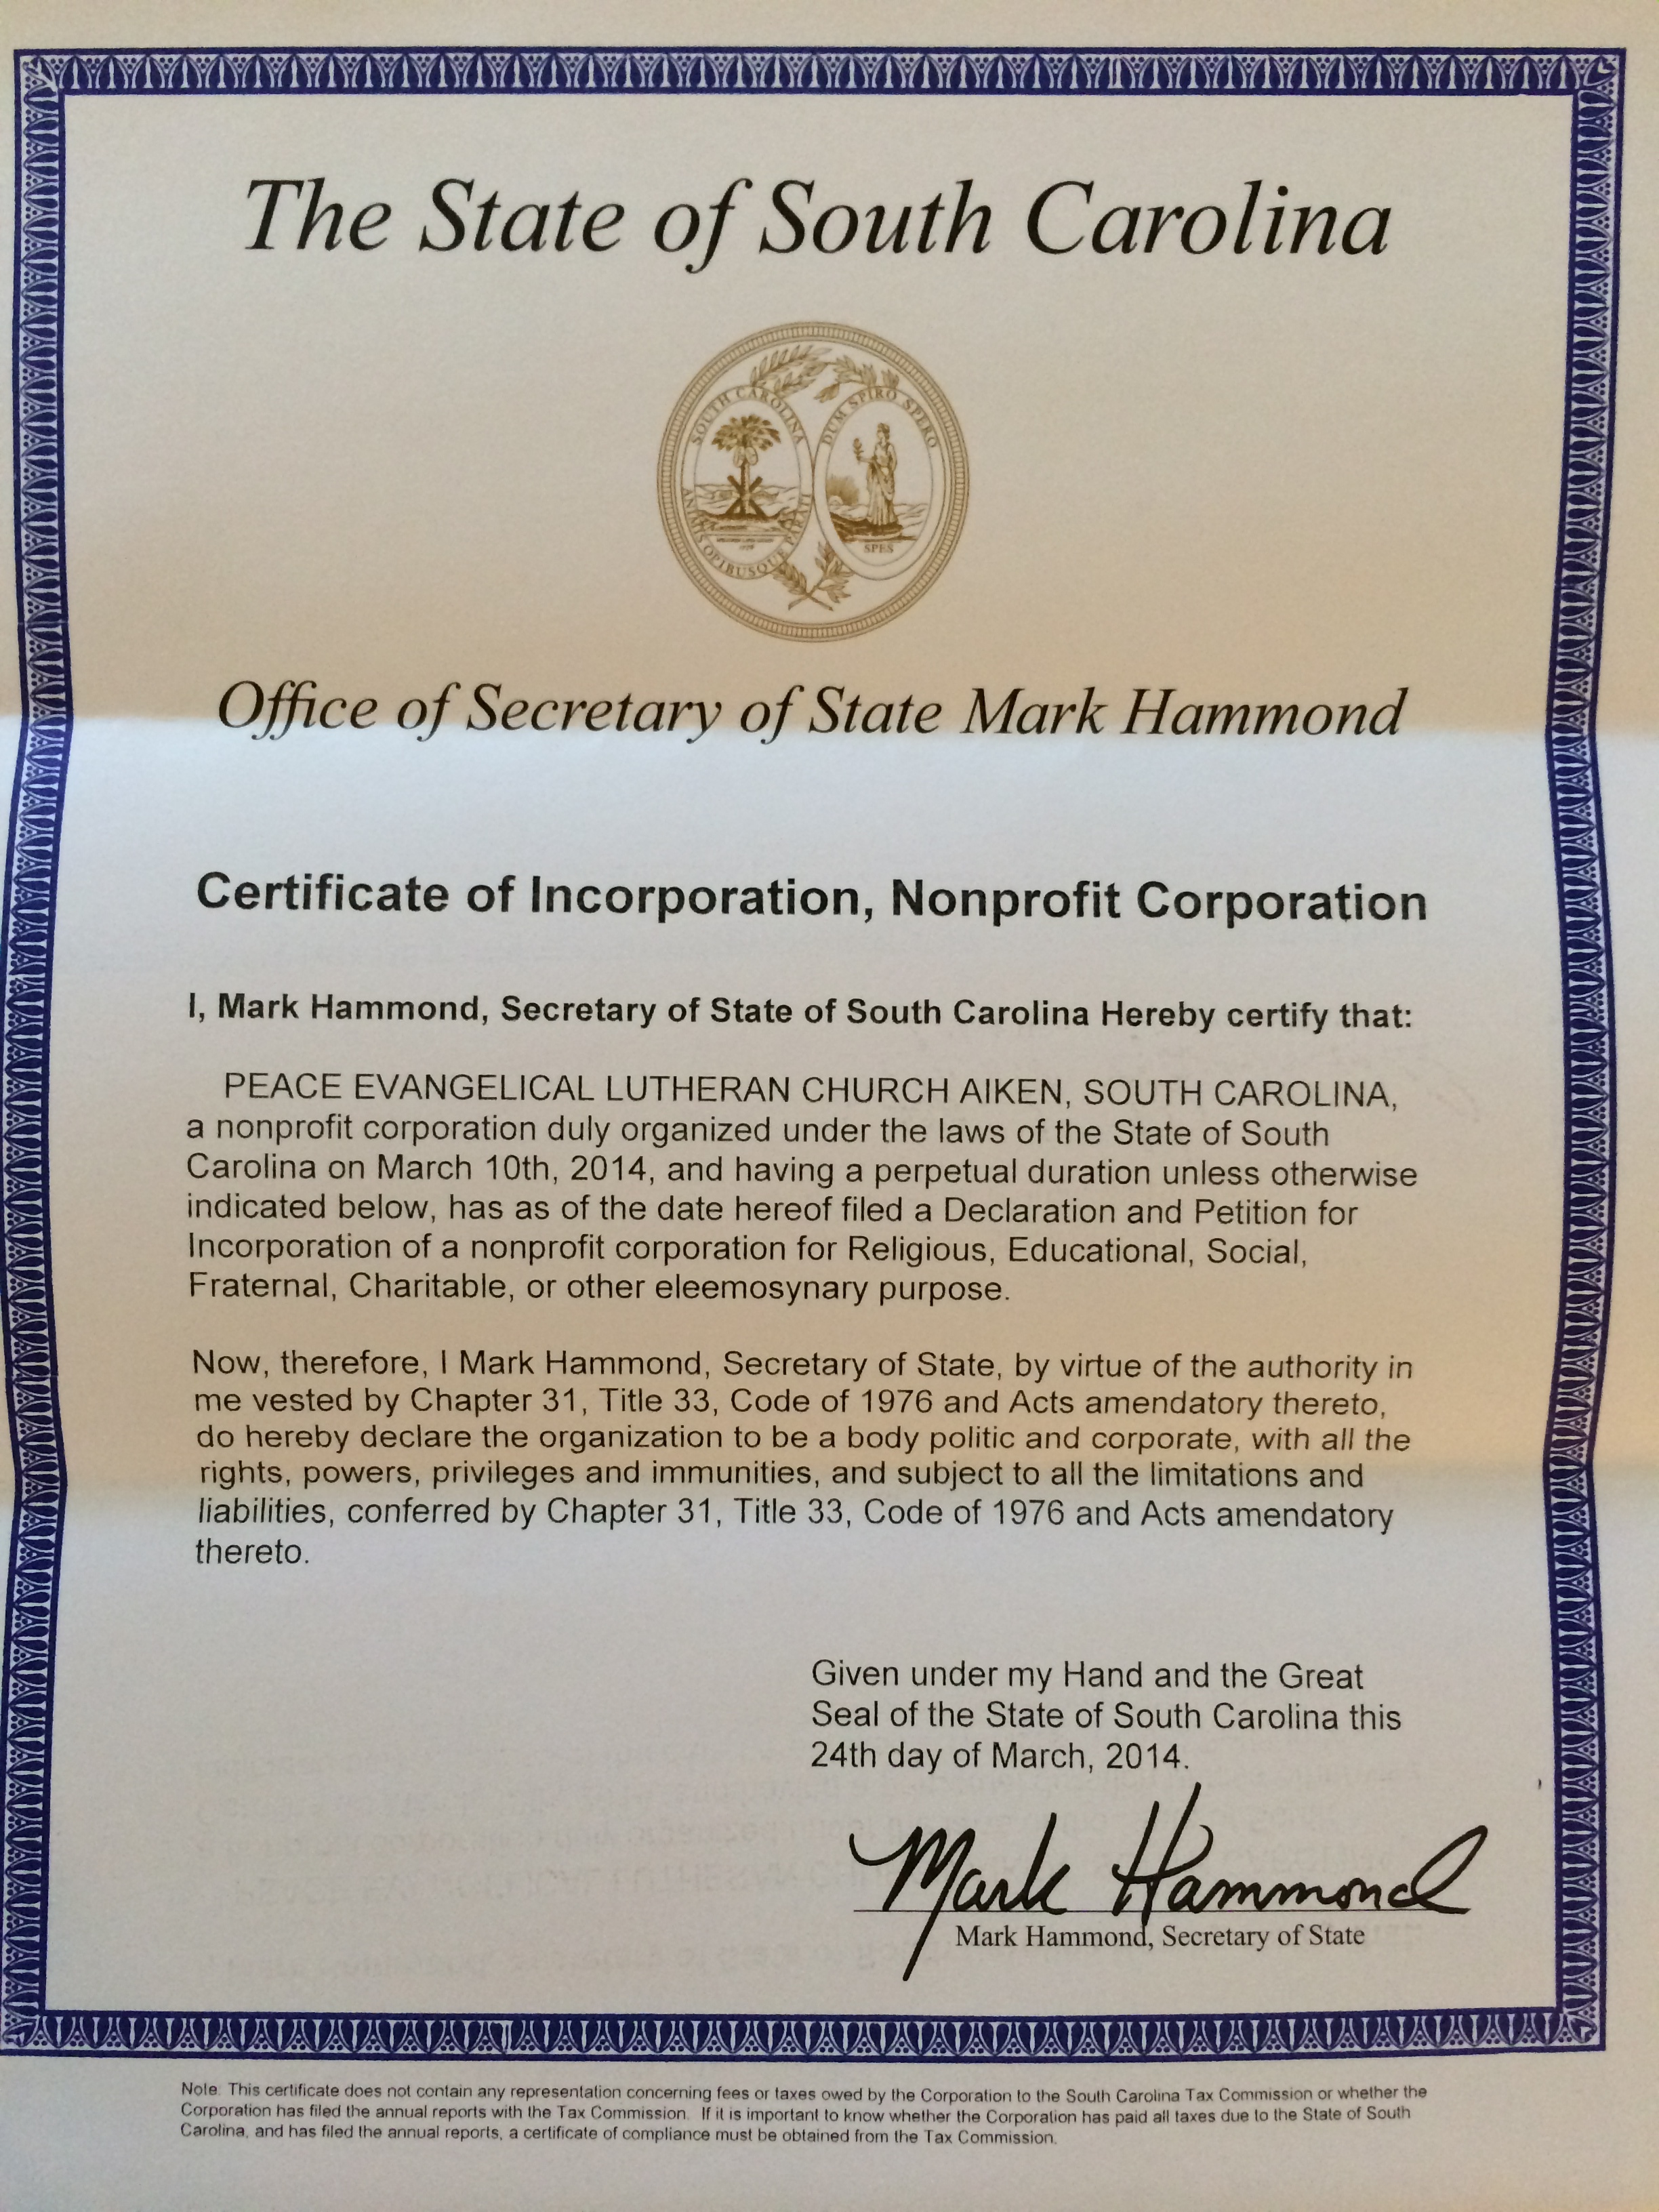 The State of South Carolina
SOUTH CAROLINA
DUM SPIRO SPERO
ANIMIS OPIBUSQUE PARATI
SPES
Office of Secretary of State Mark Hammond
Certificate of Incorporation, Nonprofit Corporation
I, Mark Hammond, Secretary of State of South Carolina Hereby certify that:
PEACE EVANGELICAL LUTHERAN CHURCH AIKEN, SOUTH CAROLINA,
a nonprofit corporation duly organized under the laws of the State of South
Carolina on March 10th, 2014, and having a perpetual duration unless otherwise
indicated below, has as of the date hereof filed a Declaration and Petition for
Incorporation of a nonprofit corporation for Religious, Educational, Social,
Fraternal, Charitable, or other eleemosynary purpose.
Now, therefore, I Mark Hammond, Secretary of State, by virtue of the authority in
me vested by Chapter 31, Title 33, Code of 1976 and Acts amendatory thereto,
do hereby declare the organization to be a body politic and corporate, with all the
rights, powers, privileges and immunities, and subject to all the limitations and
liabilities, conferred by Chapter 31, Title 33, Code of 1976 and Acts amendatory
thereto.
Given under my Hand and the Great
Seal of the State of South Carolina this
24th day of March, 2014.
Mark Hammond
Mark Hammond, Secretary of State
Note: This certificate does not contain any representation concerning fees or taxes owed by the Corporation to the South Carolina Tax Commission or whether the
Corporation has filed the annual reports with the Tax Commission. If it is important to know whether the Corporation has paid all taxes due to the State of South
Carolina, and has filed the annual reports, a certificate of compliance must be obtained from the Tax Commission.